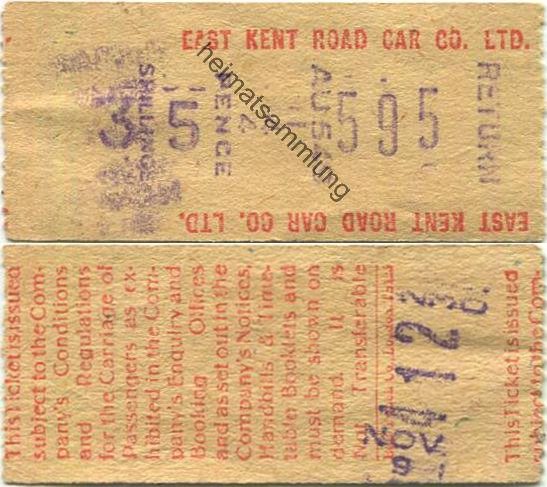 EAST KENT ROAD CAR CO. LTD.
3 SHILLINGS
5 PENCE
595
RETURN
EAST KENT ROAD CAR CO. LTD.
heimatsammlung
This Ticket is issued
subject to the Com-
pany's Conditions
and Regulations
for the Carriage of
Passengers as ex-
hibited in the Com-
pany's Enquiry and
Booking Offices
and as set out in the
Company's Notices,
Handbills & Time-
table Booklets and
must be shown on
demand. It is
Not Transferable
This Ticket is issued
subject to the Com-